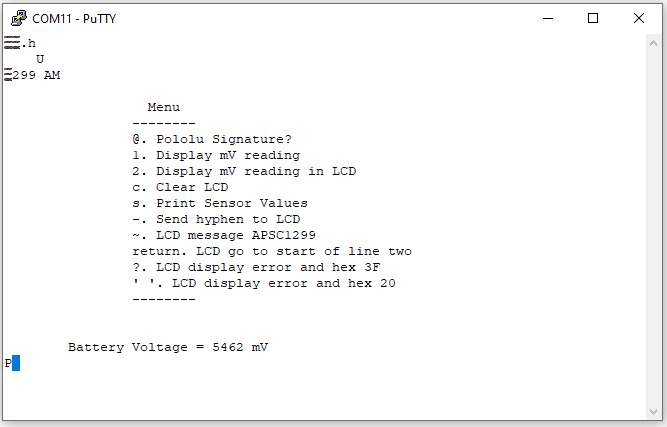 COM11 - PuTTY
.h
U
299 AM
Menu
--------
@. Pololu Signature?
1. Display mV reading
2. Display mV reading in LCD
c. Clear LCD
s. Print Sensor Values
-. Send hyphen to LCD
~. LCD message APSC1299
return. LCD go to start of line two
?. LCD display error and hex 3F
' '. LCD display error and hex 20
--------
Battery Voltage = 5462 mV
P